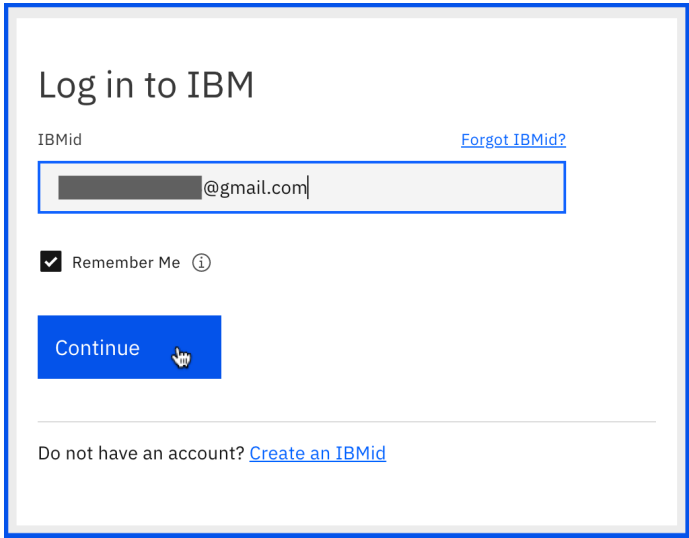 Log in to IBM
IBMid Forgot IBMid?
@gmail.com
Remember Me
Continue
Do not have an account? Create an IBMid